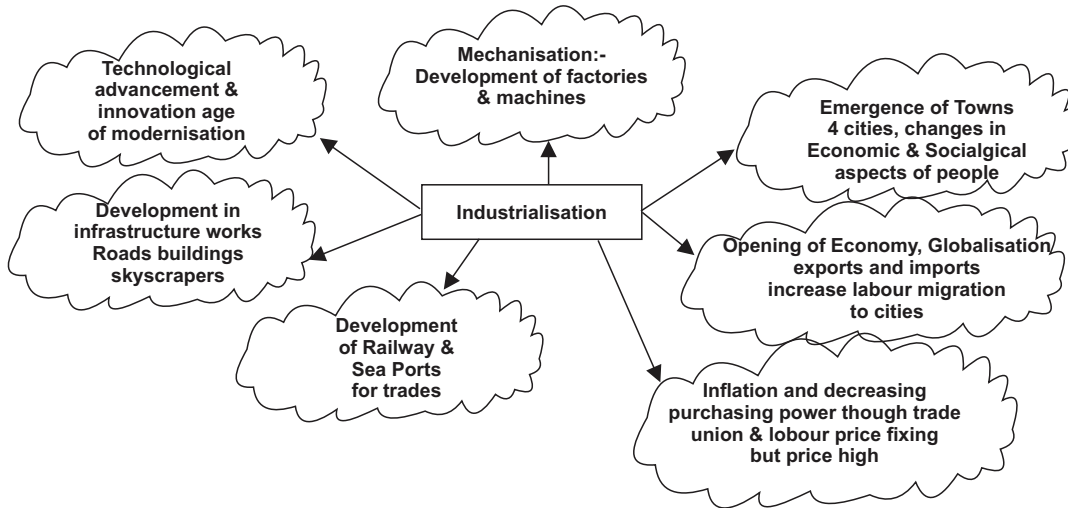 Technological
advancement &
innovation age
of modernisation
Mechanisation:-
Development of factories
& machines
Emergence of Towns
4 cities, changes in
Economic & Socialgical
aspects of people
Development in
infrastructure works
Roads buildings
skyscrapers
Industrialisation
Opening of Economy, Globalisation
exports and imports
increase labour migration
to cities
Development
of Railway &
Sea Ports
for trades
Inflation and decreasing
purchasing power though trade
union & lobour price fixing
but price high